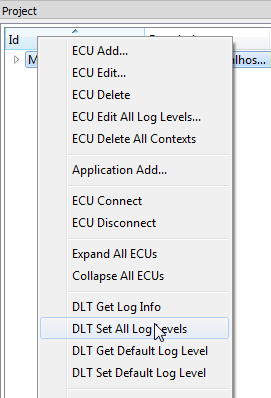 Project
Id
M
alhos...
ECU Add...
ECU Edit...
ECU Delete
ECU Edit All Log Levels...
ECU Delete All Contexts
Application Add...
ECU Connect
ECU Disconnect
Expand All ECUs
Collapse All ECUs
DLT Get Log Info
DLT Set All Log Levels
DLT Get Default Log Level
DLT Set Default Log Level